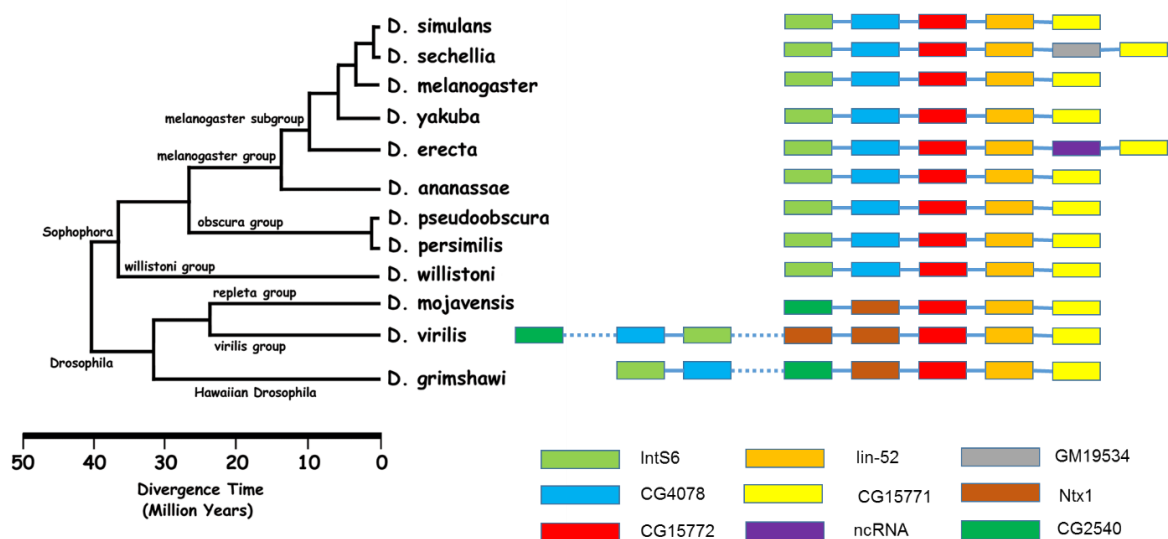 D. simulans
D. sechellia
D. melanogaster
D. yakuba
melanogaster subgroup
D. erecta
melanogaster group
D. ananassae
D. pseudoobscura
obscura group
Sophophora
D. persimilis
willistoni group
D. willistoni
repleta group
D. mojavensis
D. virilis
virilis group
Drosophila
D. grimshawi
Hawaiian Drosophila
50 40 30 20 10 0
Divergence Time
(Million Years)
IntS6 lin-52 GM19534
CG4078 CG15771 Ntx1
CG15772 ncRNA CG2540